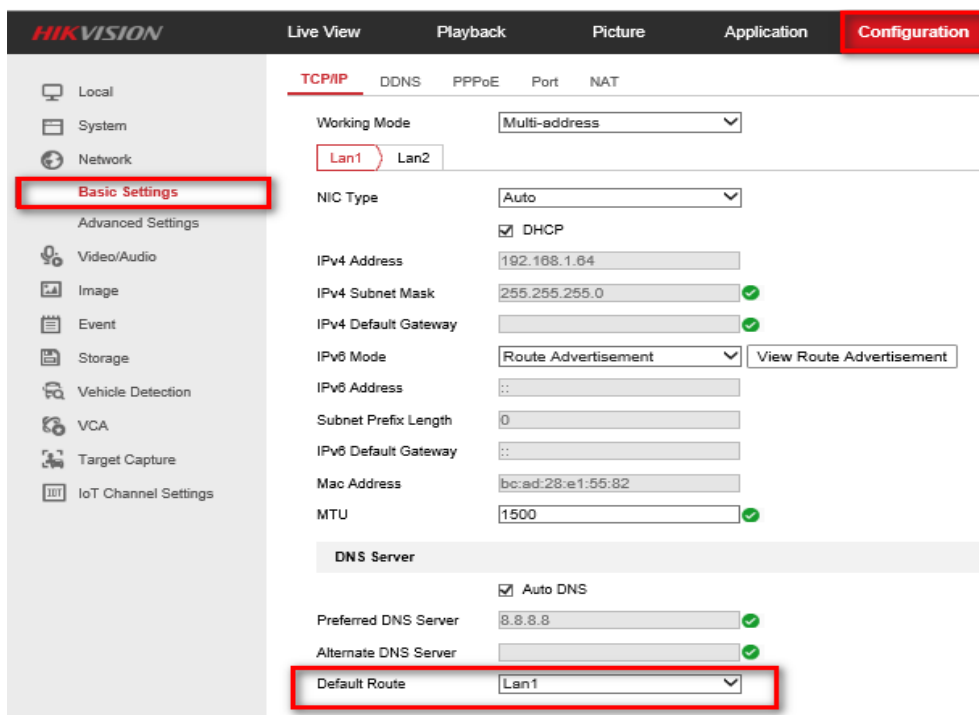 HIKVISION Live View Playback Picture Application Configuration
Local
System
Network
Basic Settings
Advanced Settings
Video/Audio
Image
Event
Storage
Vehicle Detection
VCA
Target Capture
IOT IoT Channel Settings
TCP/IP DDNS PPPoE Port NAT
Working Mode Multi-address
Lan1 Lan2
NIC Type Auto
DHCP
IPv4 Address 192.168.1.64
IPv4 Subnet Mask 255.255.255.0
IPv4 Default Gateway
IPv6 Mode Route Advertisement View Route Advertisement
IPv6 Address ::
Subnet Prefix Length 0
IPv6 Default Gateway ::
Mac Address bc:ad:28:e1:55:82
MTU 1500
DNS Server
Auto DNS
Preferred DNS Server 8.8.8.8
Alternate DNS Server
Default Route Lan1